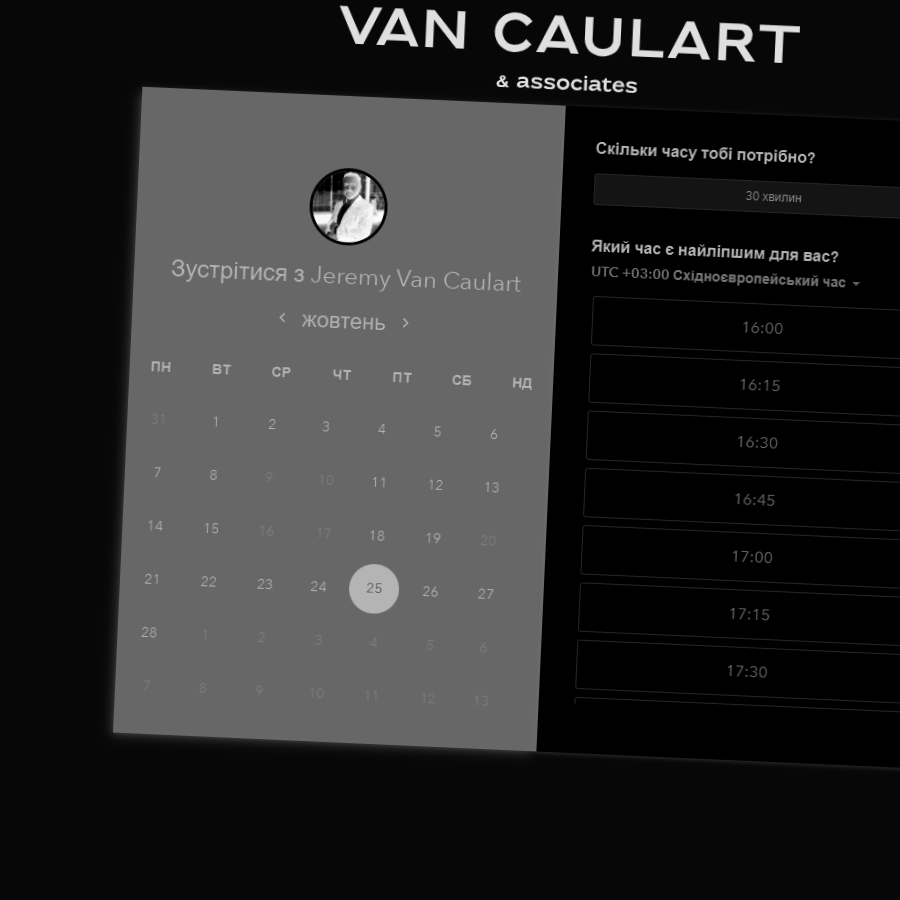 VAN CAULART
& associates
Зустрітися з Jeremy Van Caulart
жовтень
ПН ВТ СР ЧТ ПТ СБ НД
31 1 2 3 4 5 6
7 8 9 10 11 12 13
14 15 16 17 18 19 20
21 22 23 24 25 26 27
28 1 2 3 4 5 6
7 8 9 10 11 12 13
Скільки часу тобі потрібно?
30 хвилин
Який час є найліпшим для вас?
UTC +03:00 Східноєвропейський час
16:00
16:15
16:30
16:45
17:00
17:15
17:30